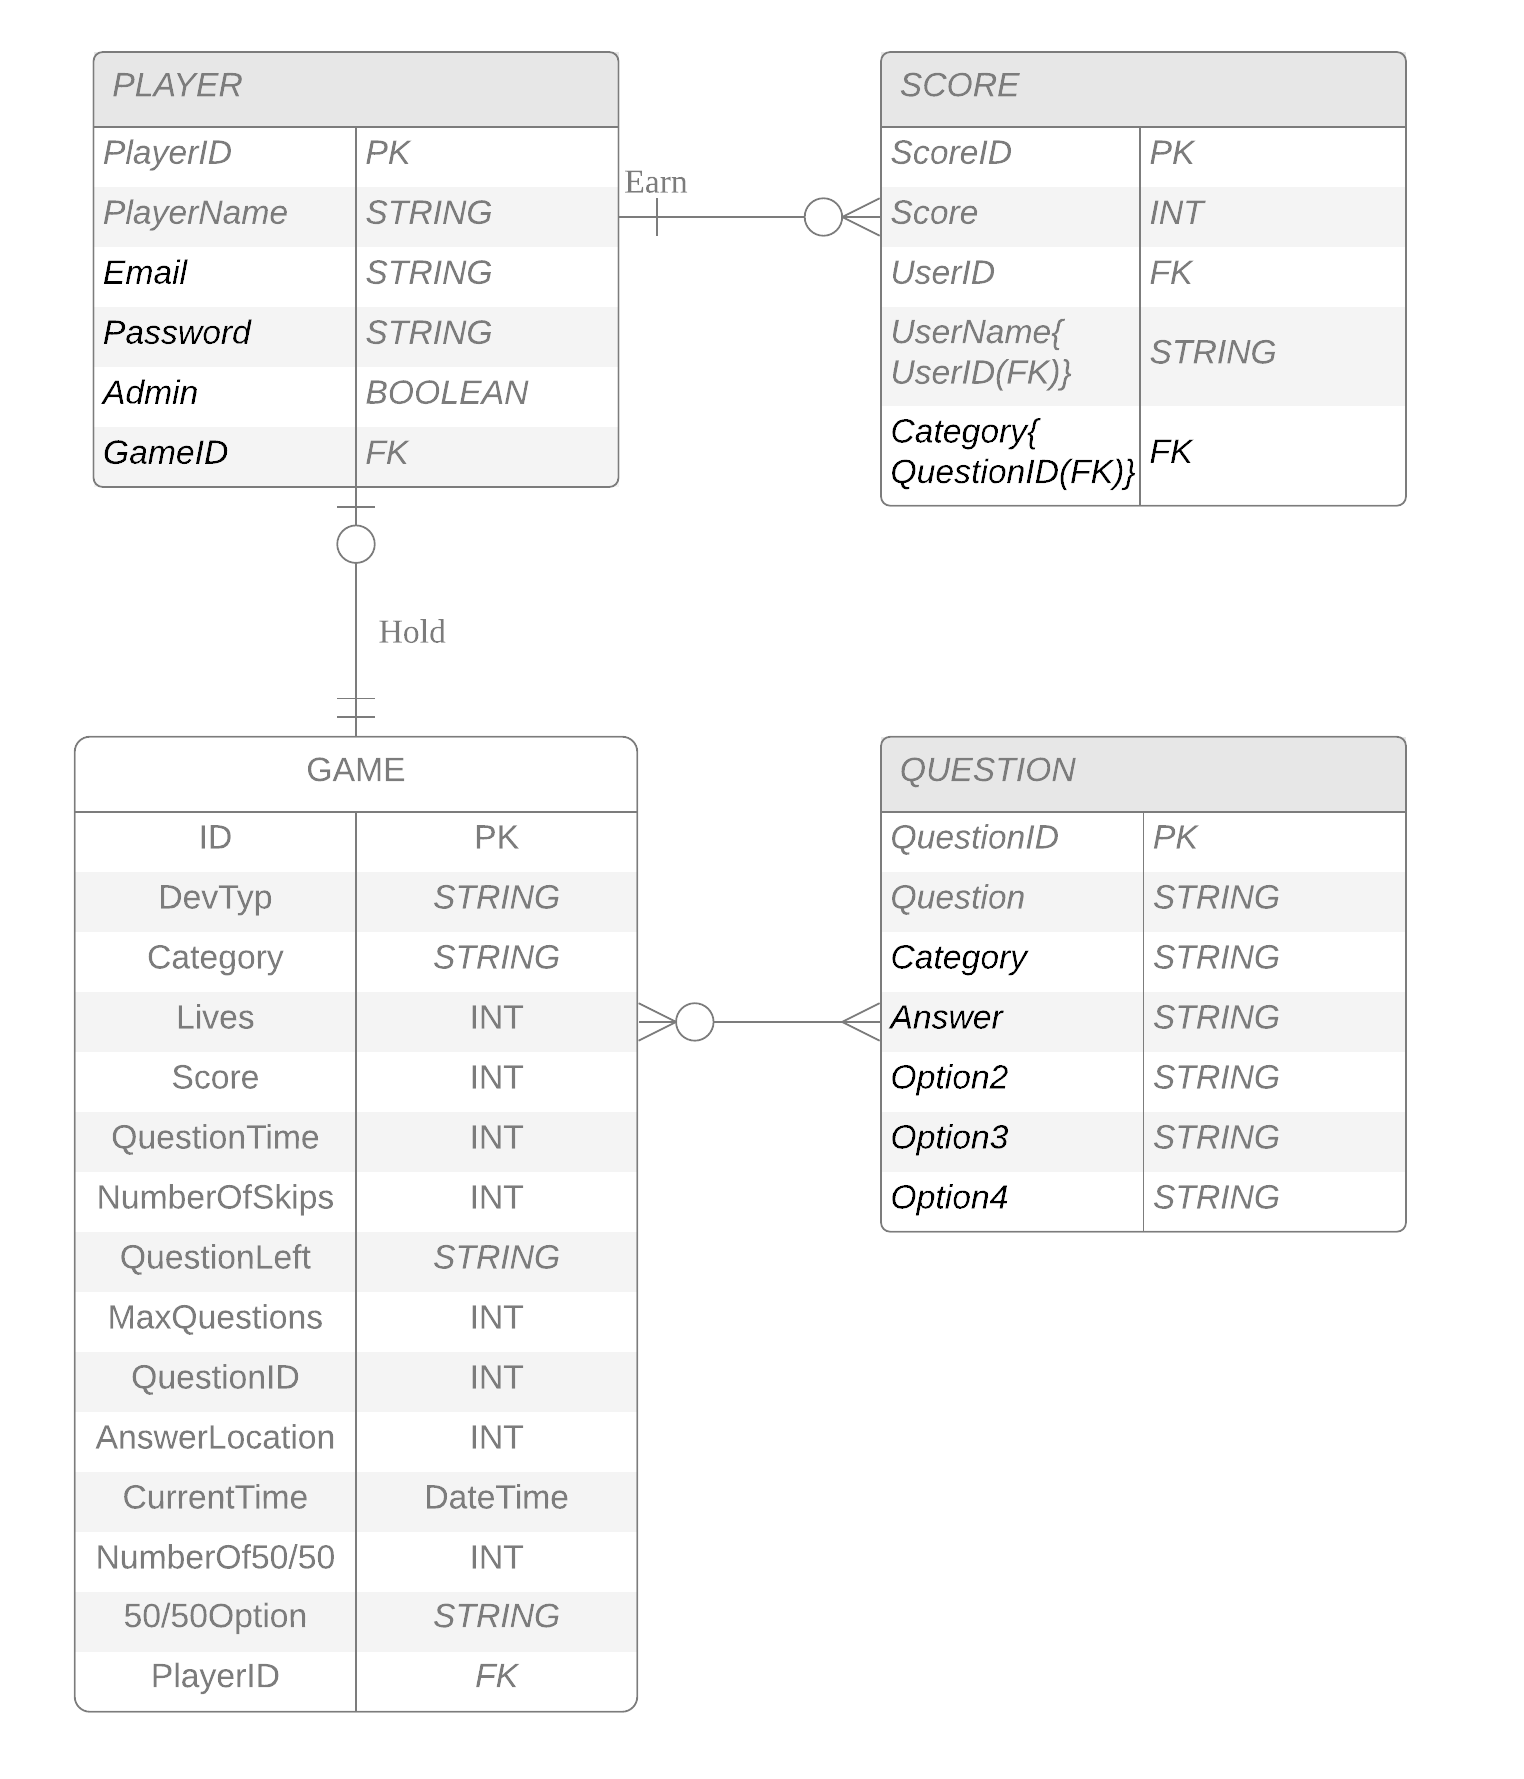 PLAYER
PlayerID PK
PlayerName STRING
Email STRING
Password STRING
Admin BOOLEAN
GameID FK
Earn
SCORE
ScoreID PK
Score INT
UserID FK
UserName{
UserID(FK)} STRING
Category{
QuestionID(FK)} FK
Hold
GAME
ID PK
DevTyp STRING
Category STRING
Lives INT
Score INT
QuestionTime INT
NumberOfSkips INT
QuestionLeft STRING
MaxQuestions INT
QuestionID INT
AnswerLocation INT
CurrentTime DateTime
NumberOf50/50 INT
50/50Option STRING
PlayerID FK
QUESTION
QuestionID PK
Question STRING
Category STRING
Answer STRING
Option2 STRING
Option3 STRING
Option4 STRING